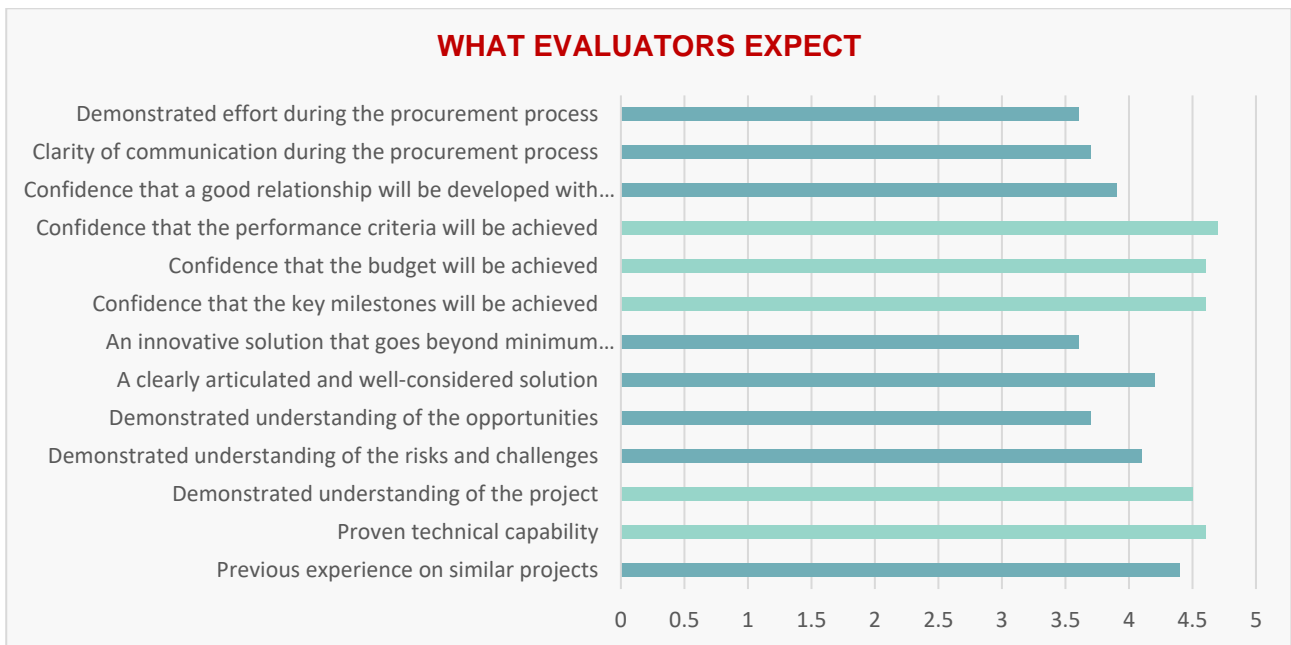 WHAT EVALUATORS EXPECT
Demonstrated effort during the procurement process
Clarity of communication during the procurement process
Confidence that a good relationship will be developed with...
Confidence that the performance criteria will be achieved
Confidence that the budget will be achieved
Confidence that the key milestones will be achieved
An innovative solution that goes beyond minimum...
A clearly articulated and well-considered solution
Demonstrated understanding of the opportunities
Demonstrated understanding of the risks and challenges
Demonstrated understanding of the project
Proven technical capability
Previous experience on similar projects
0 0.5 1 1.5 2 2.5 3 3.5 4 4.5 5